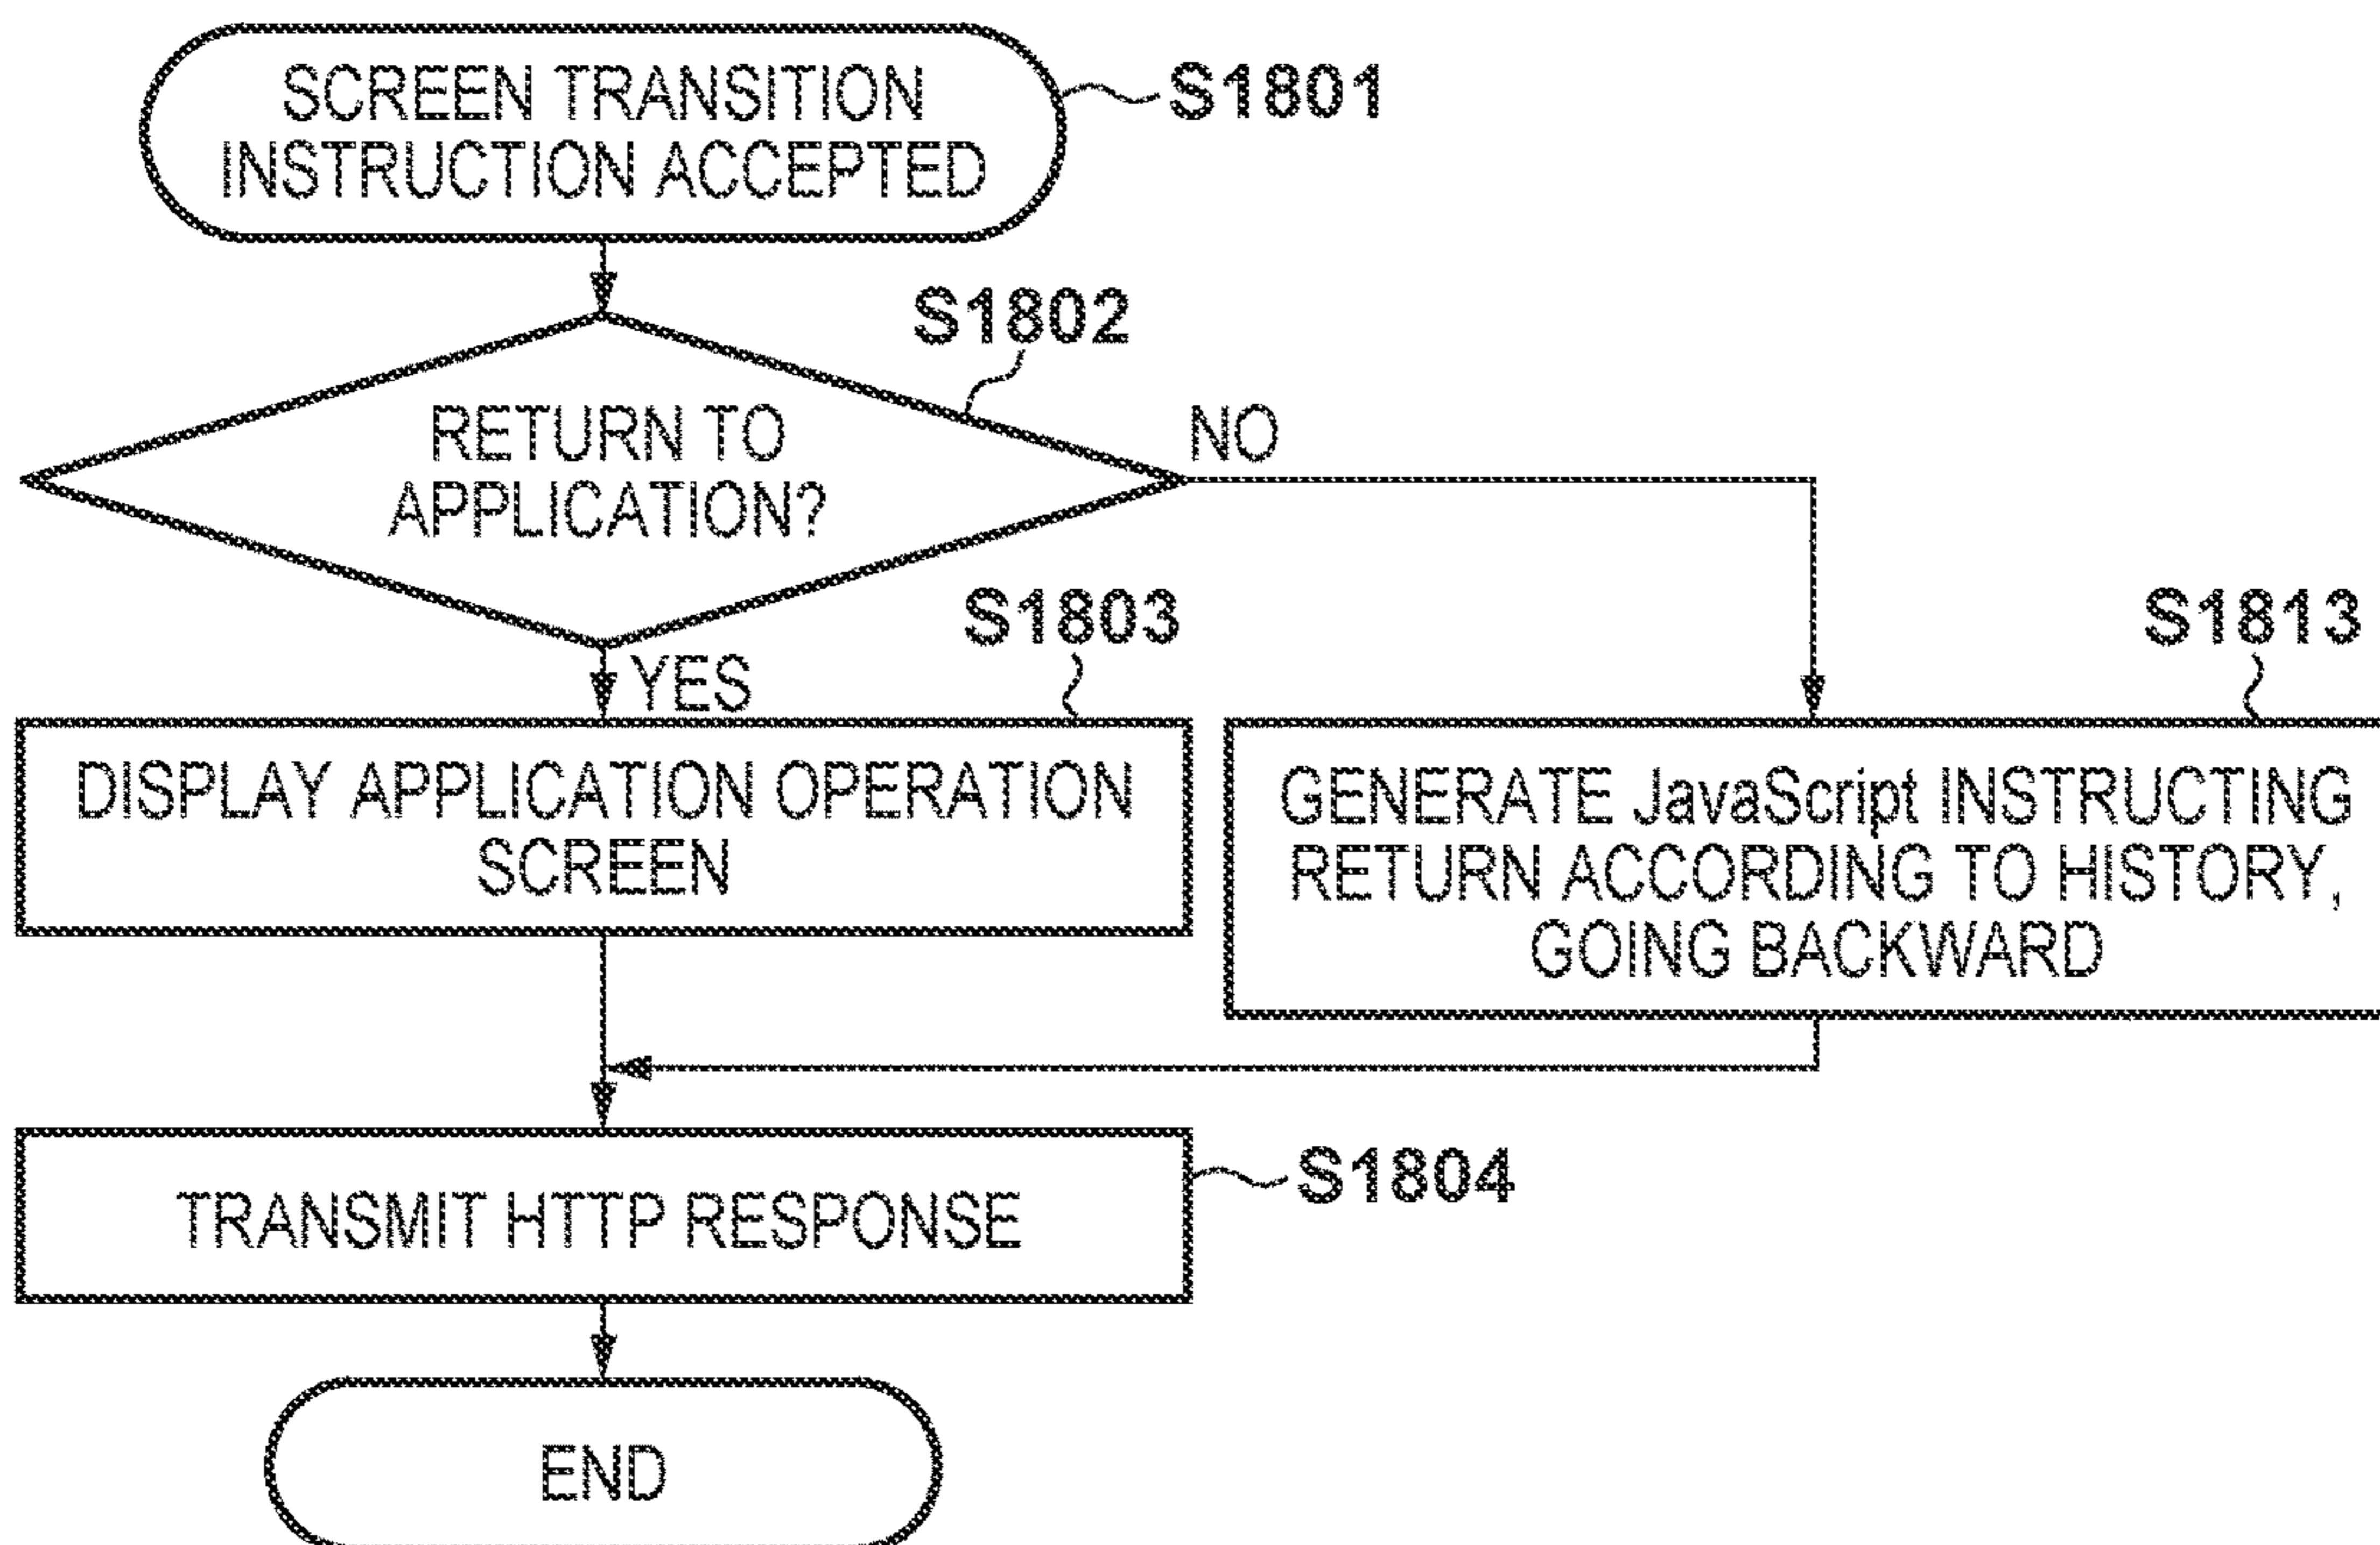 SCREEN TRANSITION
INSTRUCTION ACCEPTED
S1801
S1802
RETURN TO
APPLICATION?
NO
YES
S1803
S1813
DISPLAY APPLICATION OPERATION
SCREEN
GENERATE JavaScript INSTRUCTING
RETURN ACCORDING TO HISTORY,
GOING BACKWARD
TRANSMIT HTTP RESPONSE
S1804
END